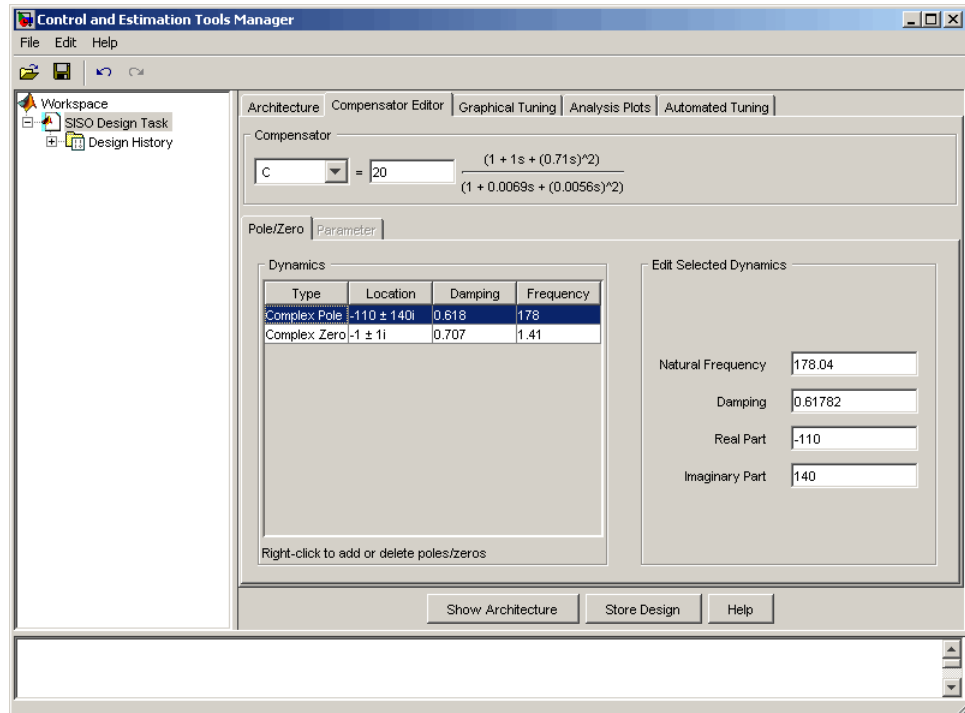 Control and Estimation Tools Manager
File Edit Help
Workspace
SISO Design Task
Design History
Architecture Compensator Editor Graphical Tuning Analysis Plots Automated Tuning
Compensator
C = 20
(1 + 1s + (0.71s)^2)
(1 + 0.0069s + (0.0056s)^2)
Pole/Zero Parameter
Dynamics
Type Location Damping Frequency
Complex Pole -110 ± 140i 0.618 178
Complex Zero -1 ± 1i 0.707 1.41
Right-click to add or delete poles/zeros
Edit Selected Dynamics
Natural Frequency 178.04
Damping 0.61782
Real Part -110
Imaginary Part 140
Show Architecture Store Design Help